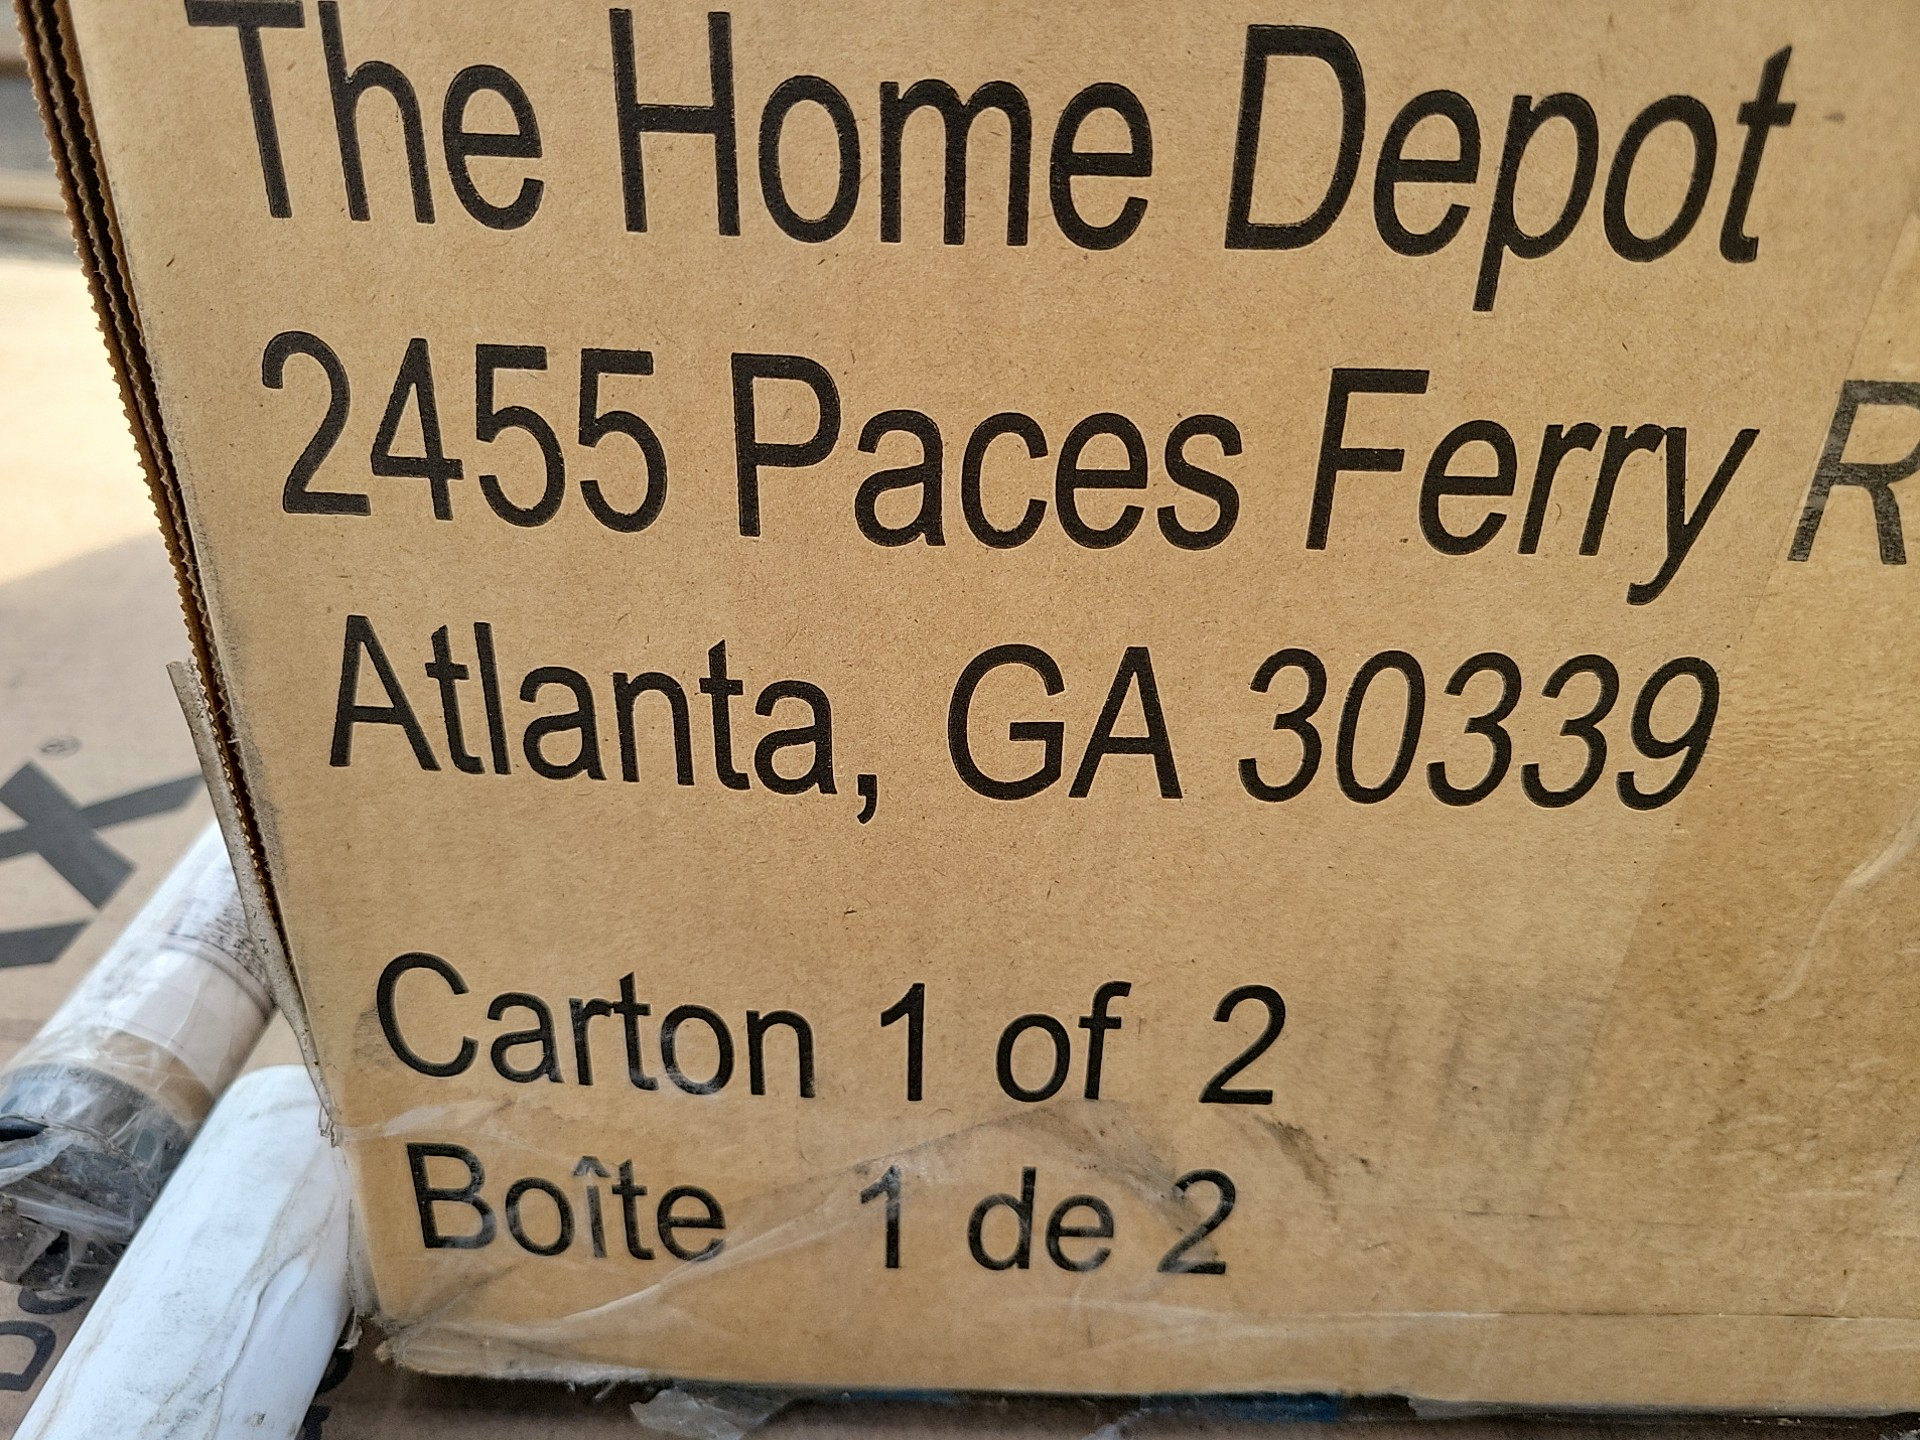 The Home Depot
2455 Paces Ferry R
Atlanta, GA 30339
Carton 1 of 2
Boîte 1 de 2